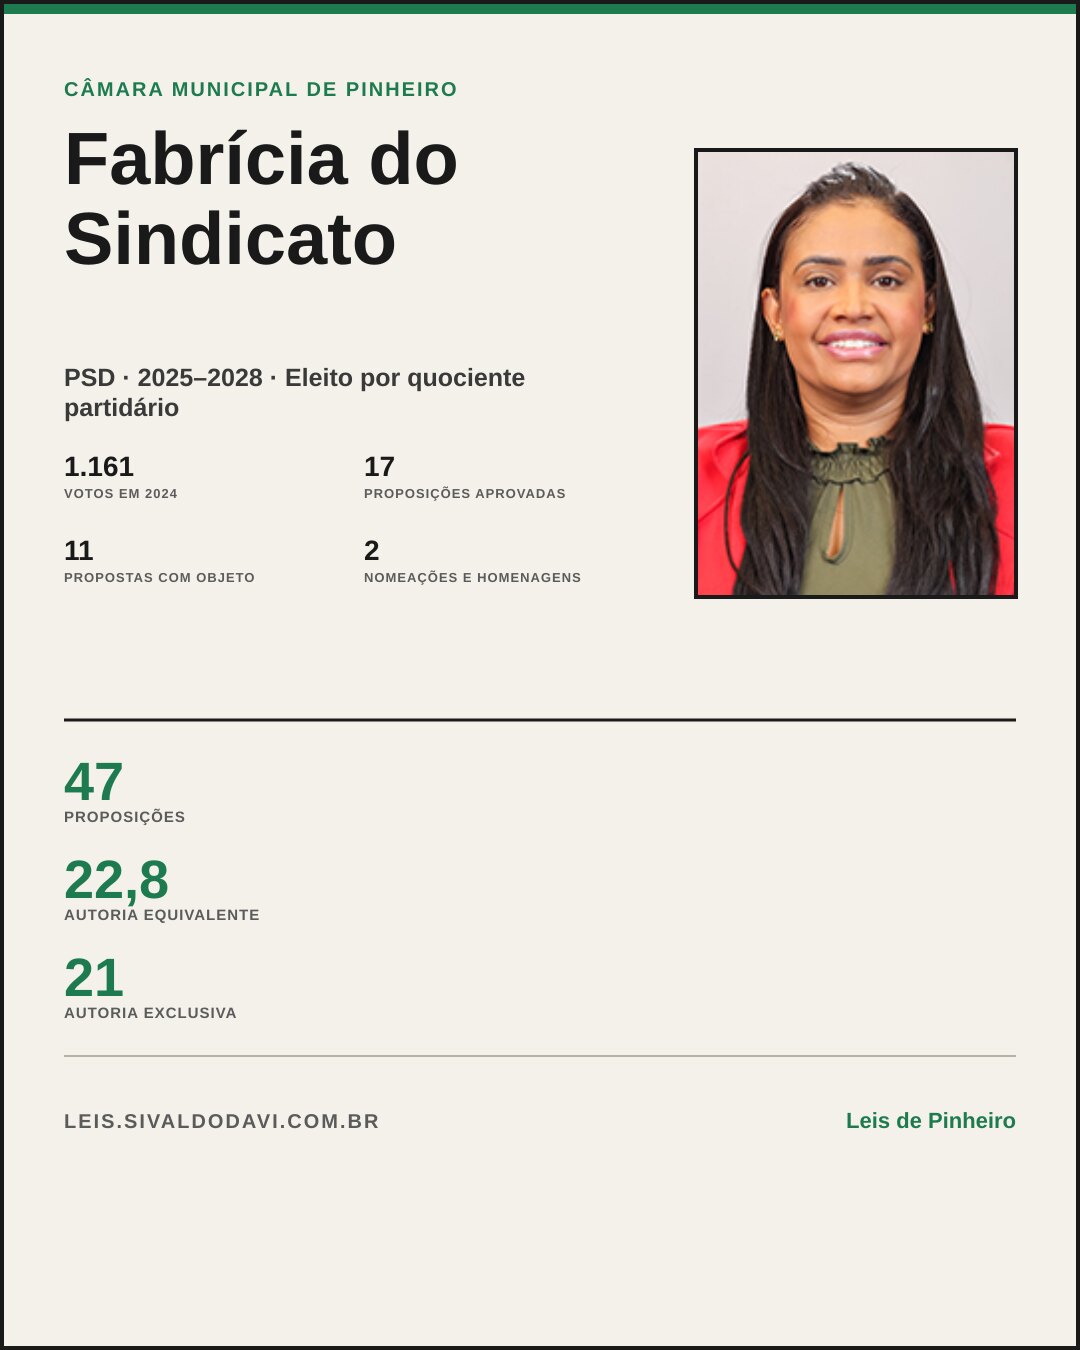 CÂMARA MUNICIPAL DE PINHEIRO
Fabrícia do
Sindicato
PSD · 2025–2028 · Eleito por quociente
partidário
1.161
VOTOS EM 2024
17
PROPOSIÇÕES APROVADAS
11
PROPOSTAS COM OBJETO
2
NOMEAÇÕES E HOMENAGENS
47
PROPOSIÇÕES
22,8
AUTORIA EQUIVALENTE
21
AUTORIA EXCLUSIVA
LEIS.SIVALDODAVI.COM.BR
Leis de Pinheiro